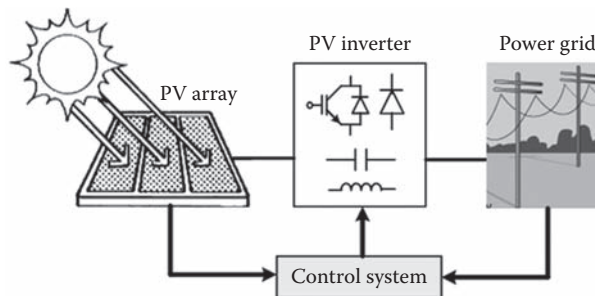 PV inverter
Power grid
PV array
Control system